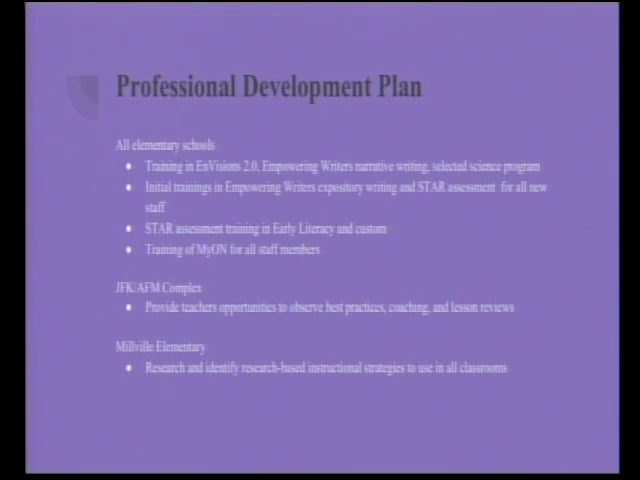 Professional Development Plan
All elementary schools
● Training in EnVisions 2.0, Empowering Writers narrative writing, selected science program
● Initial trainings in Empowering Writers expository writing and STAR assessment for all new
staff
● STAR assessment training in Early Literacy and custom
● Training of MyON for all staff members
JFK/AFM Complex
● Provide teachers opportunities to observe best practices, coaching, and lesson reviews
Millville Elementary
● Research and identify research-based instructional strategies to use in all classrooms